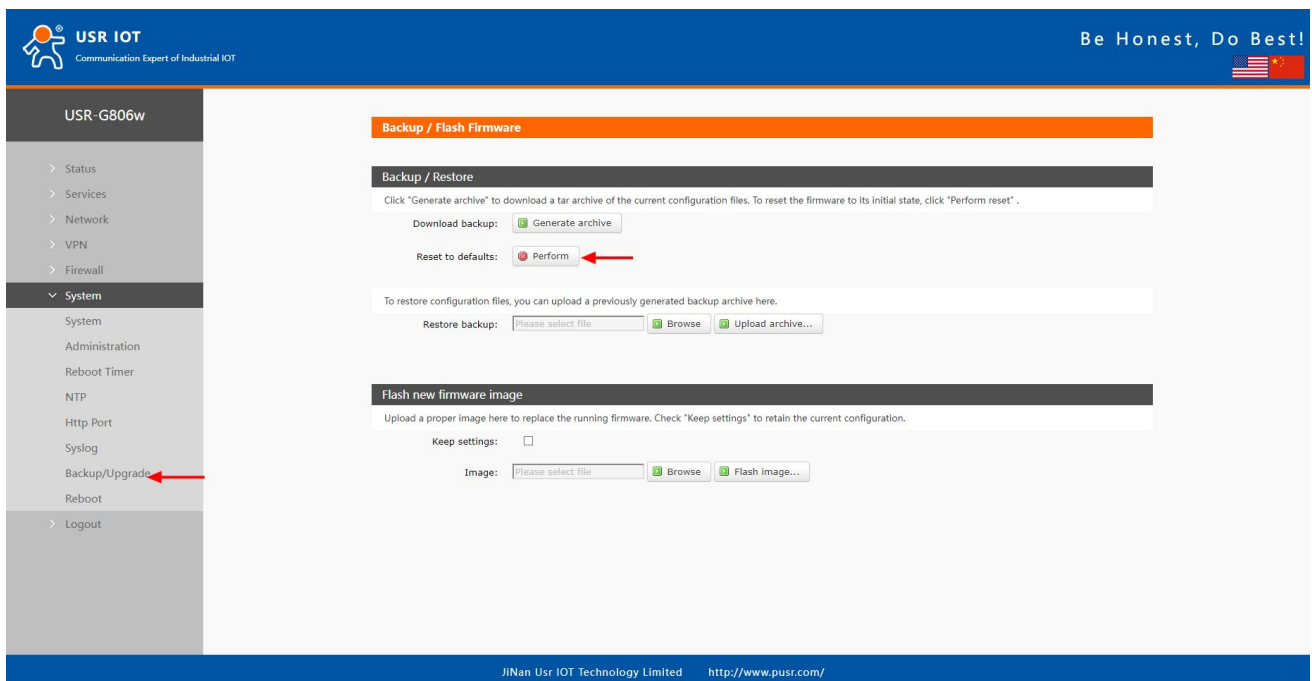 USR IOT
Communication Expert of Industrial IOT
Be Honest, Do Best!
USR-G806w
Status
Services
Network
VPN
Firewall
System
System
Administration
Reboot Timer
NTP
Http Port
Syslog
Backup/Upgrade
Reboot
Logout
Backup / Flash Firmware
Backup / Restore
Click "Generate archive" to download a tar archive of the current configuration files. To reset the firmware to its initial state, click "Perform reset" .
Download backup: Generate archive
Reset to defaults: Perform
To restore configuration files, you can upload a previously generated backup archive here.
Restore backup: Please select file Browse Upload archive...
Flash new firmware image
Upload a proper image here to replace the running firmware. Check "Keep settings" to retain the current configuration.
Keep settings:
Image: Please select file Browse Flash image...
JiNan Usr IOT Technology Limited http://www.pusr.com/